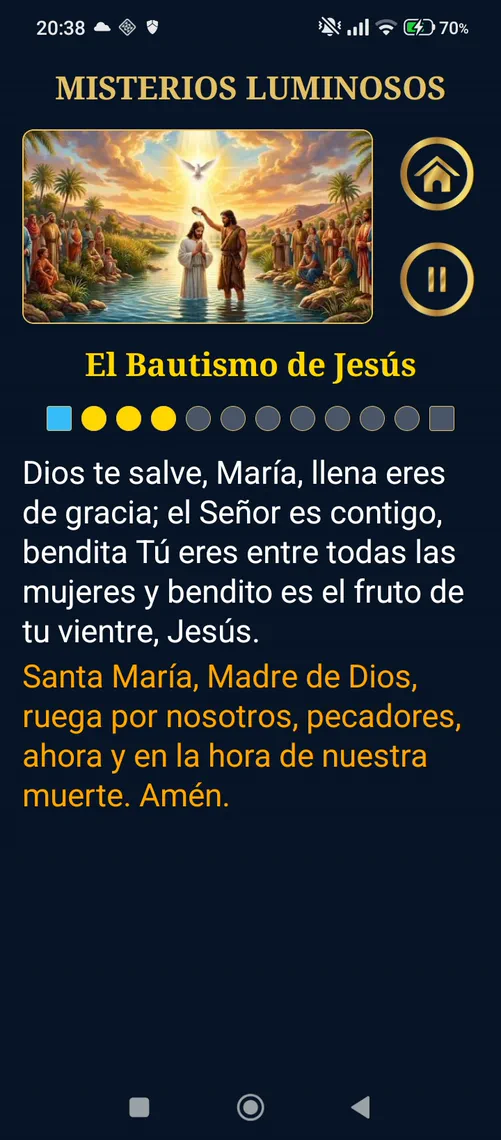 20:38
70%
MISTERIOS LUMINOSOS
El Bautismo de Jesús
Dios te salve, María, llena eres
de gracia; el Señor es contigo,
bendita Tú eres entre todas las
mujeres y bendito es el fruto de
tu vientre, Jesús.
Santa María, Madre de Dios,
ruega por nosotros, pecadores,
ahora y en la hora de nuestra
muerte. Amén.